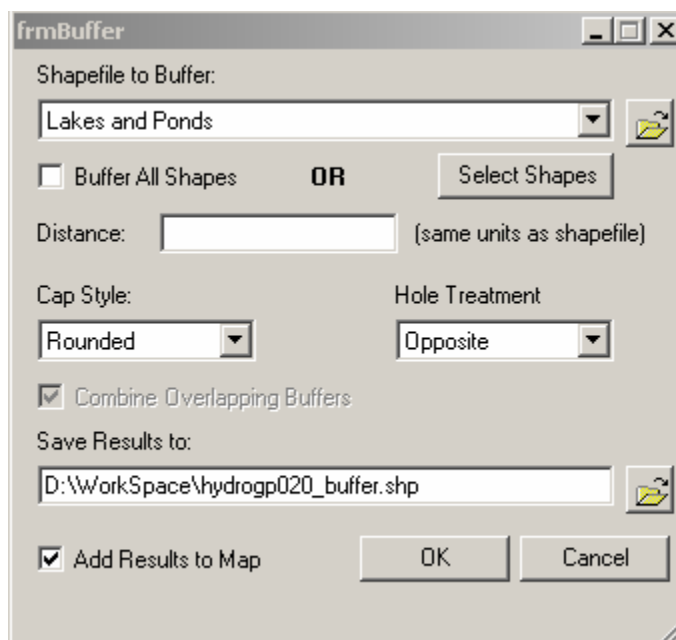 frmBuffer
Shapefile to Buffer:
Lakes and Ponds
Buffer All Shapes OR Select Shapes
Distance: (same units as shapefile)
Cap Style: Hole Treatment
Rounded Opposite
Combine Overlapping Buffers
Save Results to:
D:\WorkSpace\hydrogp020_buffer.shp
Add Results to Map OK Cancel